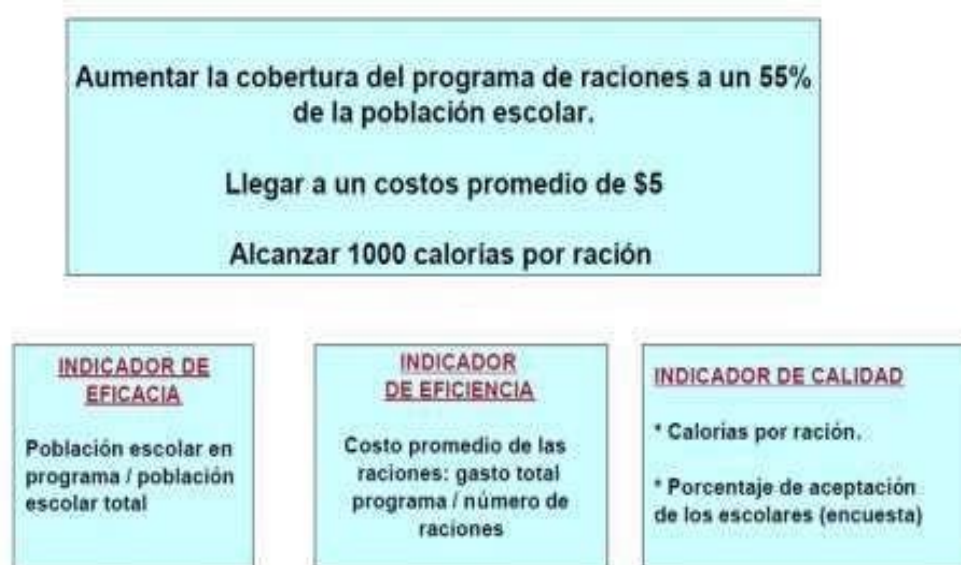 Aumentar la cobertura del programa de raciones a un 55%
de la población escolar.
Llegar a un costos promedio de $5
Alcanzar 1000 calorías por ración
INDICADOR DE
EFICACIA
Población escolar en
programa / población
escolar total
INDICADOR
DE EFICIENCIA
Costo promedio de las
raciones: gasto total
programa / número de
raciones
INDICADOR DE CALIDAD
* Calorías por ración.
* Porcentaje de aceptación
de los escolares (encuesta)